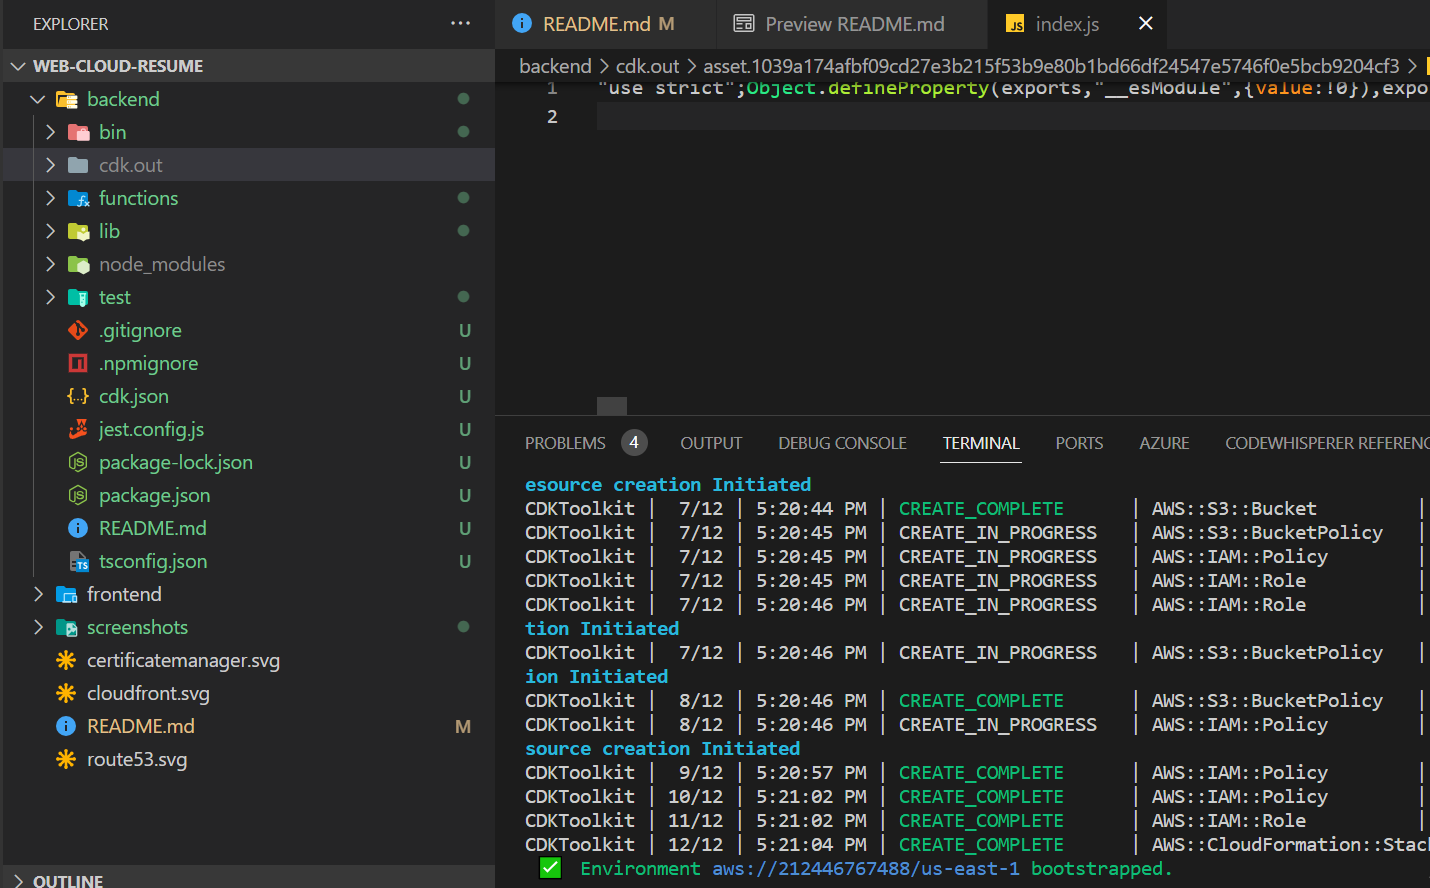 EXPLORER
···
WEB-CLOUD-RESUME
backend
bin
cdk.out
functions
lib
node_modules
test
.gitignore U
.npmignore U
{..} cdk.json U
jest.config.js U
package-lock.json U
package.json U
README.md U
TS tsconfig.json U
frontend
screenshots
certificatemanager.svg
cloudfront.svg
README.md M
route53.svg
OUTLINE
README.md M
Preview README.md
JS index.js
backend > cdk.out > asset.1039a174afbf09cd27e3b215f53b9e80b1bd66df24547e5746f0e5bcb9204cf3 >
1 "use strict";Object.defineProperty(exports,"__esModule",{value:!0}),expo
2
PROBLEMS 4 OUTPUT DEBUG CONSOLE TERMINAL PORTS AZURE CODEWHISPERER REFERENC
esource creation Initiated
CDKToolkit | 7/12 | 5:20:44 PM | CREATE_COMPLETE | AWS::S3::Bucket |
CDKToolkit | 7/12 | 5:20:45 PM | CREATE_IN_PROGRESS | AWS::S3::BucketPolicy |
CDKToolkit | 7/12 | 5:20:45 PM | CREATE_IN_PROGRESS | AWS::IAM::Policy |
CDKToolkit | 7/12 | 5:20:45 PM | CREATE_IN_PROGRESS | AWS::IAM::Role |
CDKToolkit | 7/12 | 5:20:46 PM | CREATE_IN_PROGRESS | AWS::IAM::Role |
tion Initiated
CDKToolkit | 7/12 | 5:20:46 PM | CREATE_IN_PROGRESS | AWS::S3::BucketPolicy |
ion Initiated
CDKToolkit | 8/12 | 5:20:46 PM | CREATE_COMPLETE | AWS::S3::BucketPolicy |
CDKToolkit | 8/12 | 5:20:46 PM | CREATE_IN_PROGRESS | AWS::IAM::Policy |
source creation Initiated
CDKToolkit | 9/12 | 5:20:57 PM | CREATE_COMPLETE | AWS::IAM::Policy |
CDKToolkit | 10/12 | 5:21:02 PM | CREATE_COMPLETE | AWS::IAM::Policy |
CDKToolkit | 11/12 | 5:21:02 PM | CREATE_COMPLETE | AWS::IAM::Role |
CDKToolkit | 12/12 | 5:21:04 PM | CREATE_COMPLETE | AWS::CloudFormation::Stac
✅ Environment aws://212446767488/us-east-1 bootstrapped.